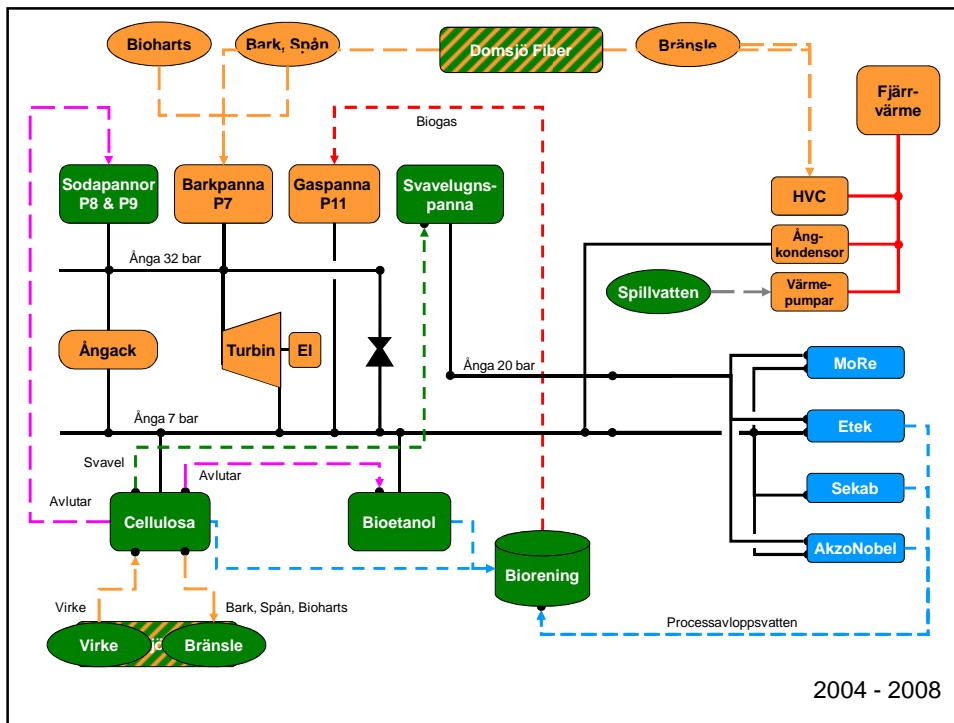 Bioharts
Bark, Spån
Domsjö Fiber
Bränsle
Fjärr-
värme
Biogas
Sodapannor
P8 & P9
Barkpanna
P7
Gaspanna
P11
Svavelugns-
panna
HVC
Ång-
kondensor
Värme-
pumpar
Spillvatten
Ånga 32 bar
Ångack
Turbin
El
Ånga 20 bar
MoRe
Ånga 7 bar
Etek
Svavel
Avlutar
Avlutar
Sekab
Cellulosa
Bioetanol
AkzoNobel
Biorening
Virke
Bark, Spån, Bioharts
Processavloppsvatten
Virke
Bränsle
2004 - 2008